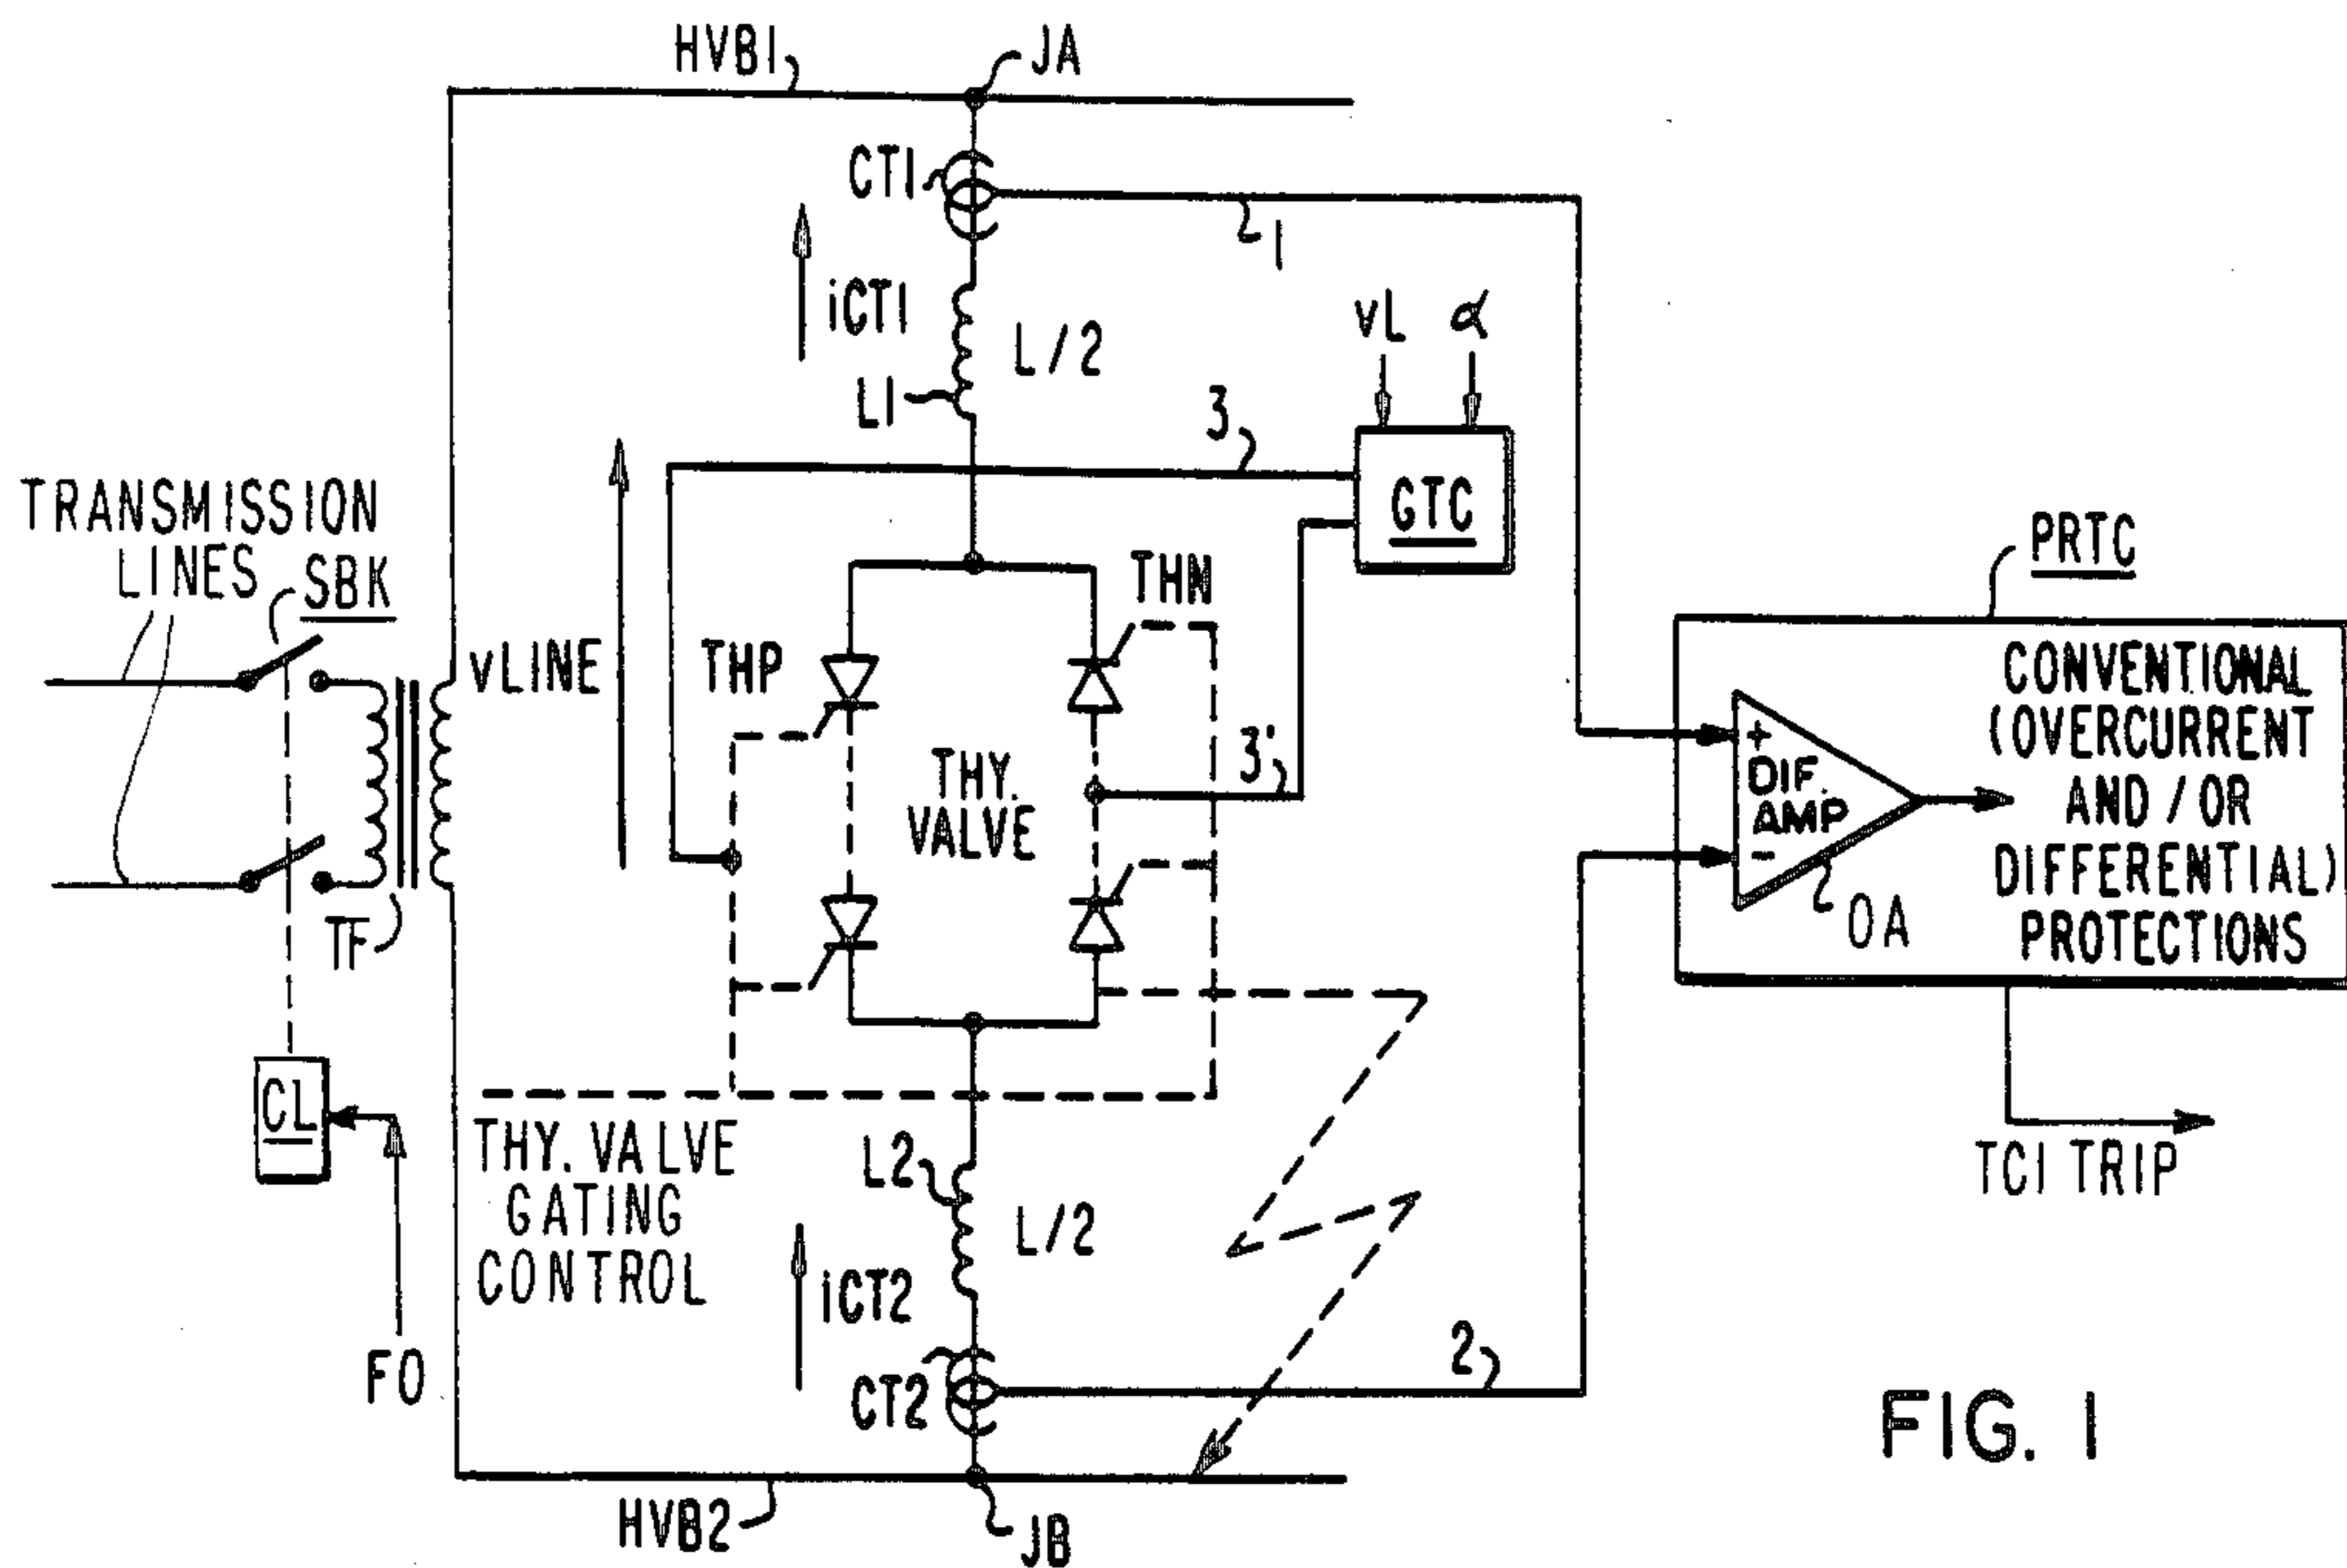 HVB1
JA
CT1
1
iCT1
L/2
L1
vL
α
3
GTC
TRANSMISSION
LINES
SBK
vLINE
THP
THN
THY.
VALVE
3'
TF
CL
FO
THY. VALVE
GATING
CONTROL
L2
L/2
iCT2
CT2
2
HVB2
JB
PRTC
+
DIF.
AMP
-
OA
CONVENTIONAL
(OVERCURRENT
AND / OR
DIFFERENTIAL)
PROTECTIONS
TCI TRIP
FIG. 1